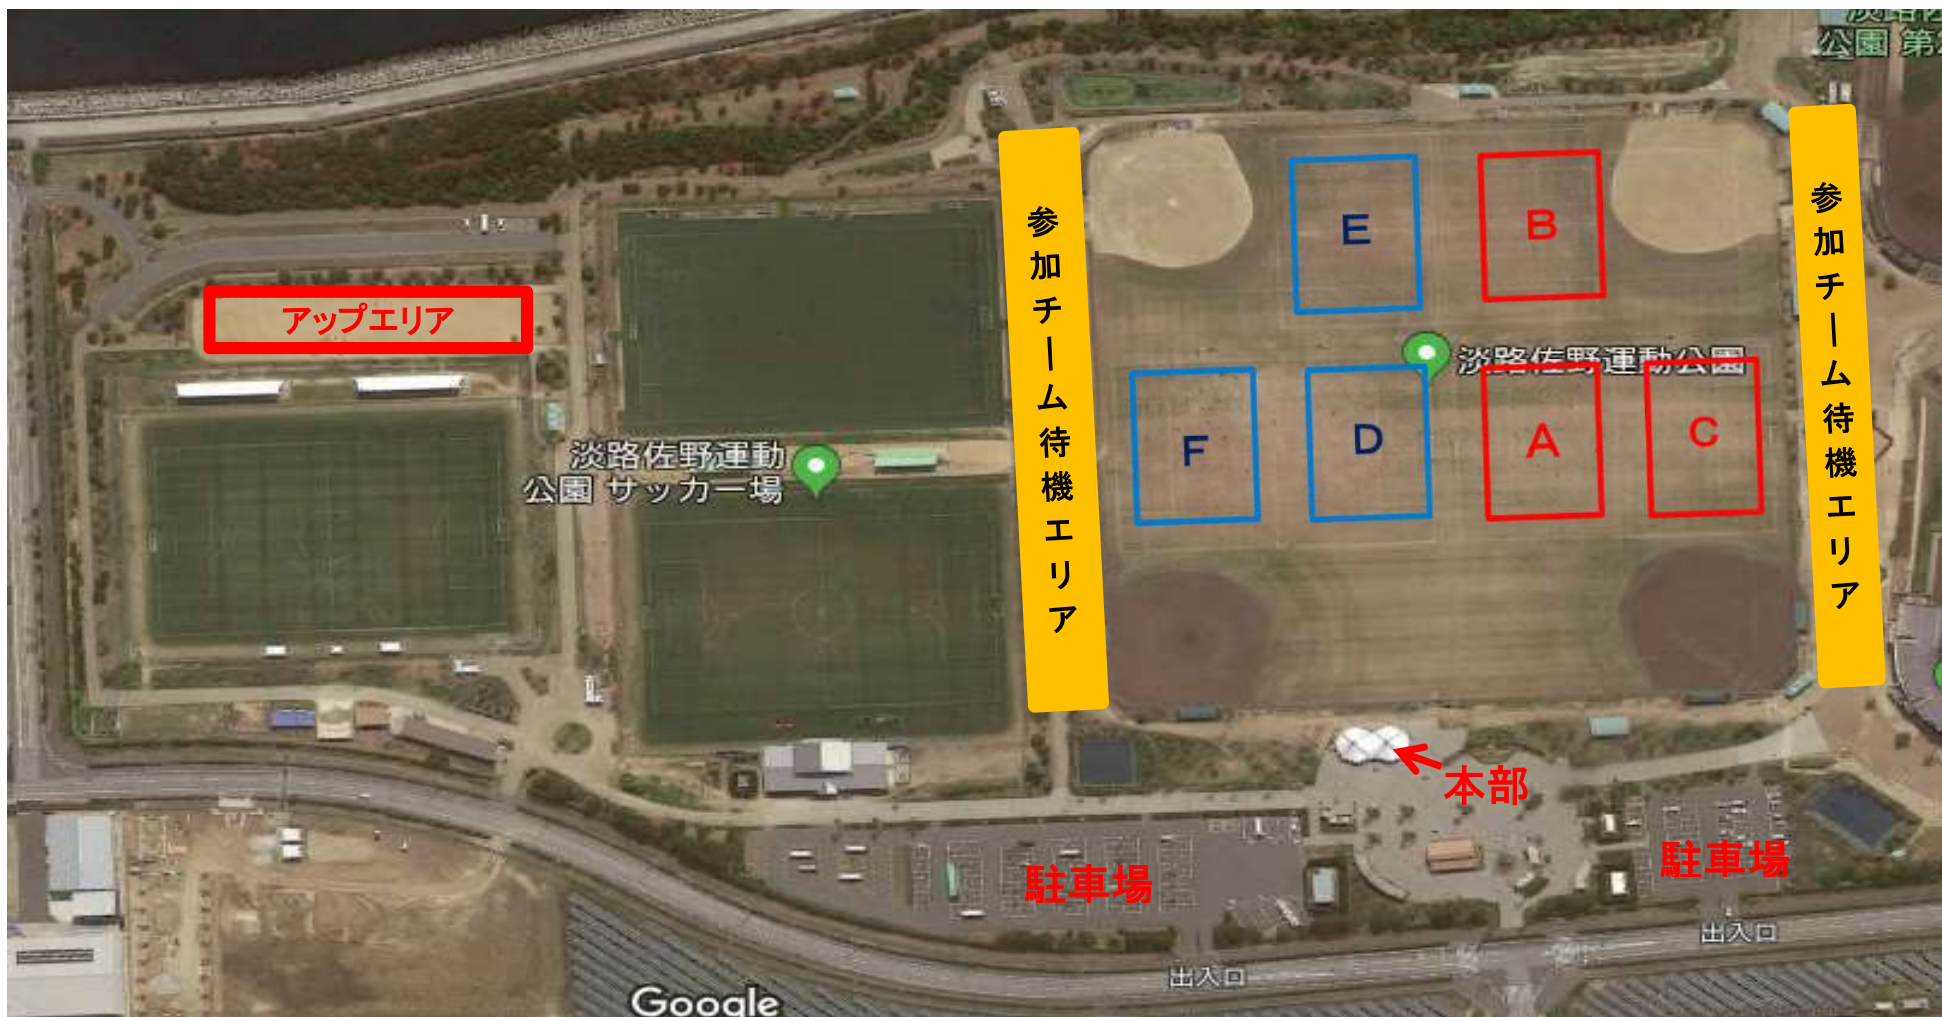 公園 第2
アップエリア
参加チーム待機エリア
E
B
参加チーム待機エリア
淡路佐野運動公園
F
D
A
C
淡路佐野運動
公園 サッカー場
本部
駐車場
駐車場
出入口
出入口
Google